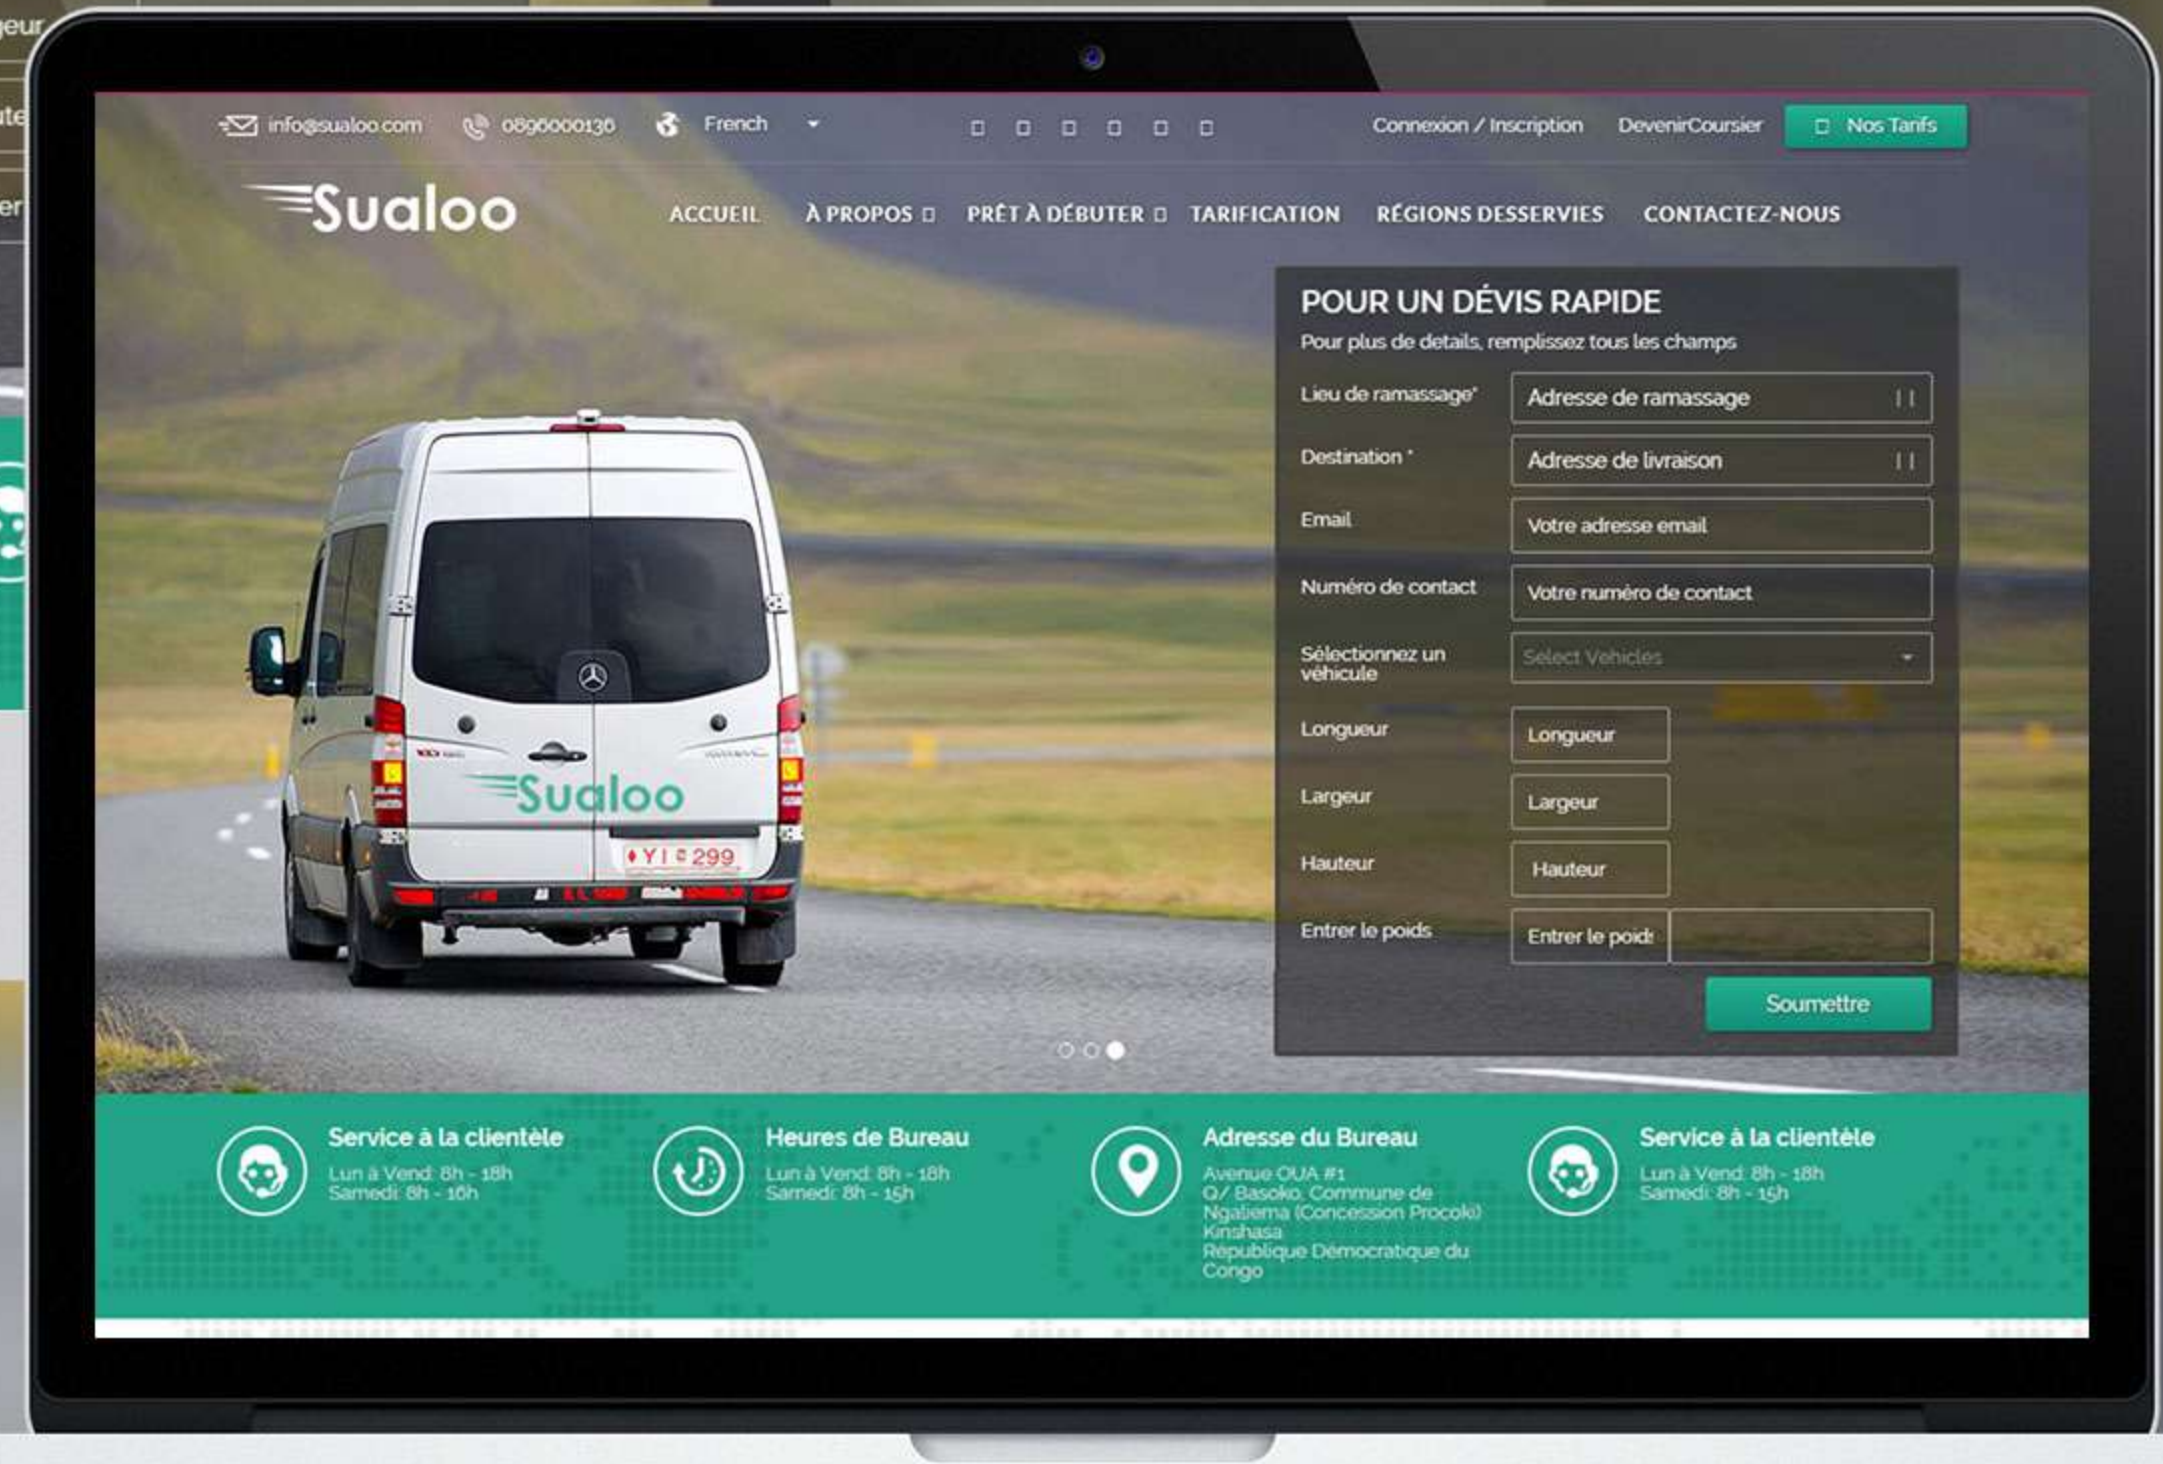 info@sualoo.com
0896000136
French
Connexion / Inscription
DevenirCoursier
Nos Tarifs
Sualoo
ACCUEIL
À PROPOS
PRÊT À DÉBUTER
TARIFICATION
RÉGIONS DESSERVIES
CONTACTEZ-NOUS
POUR UN DÉVIS RAPIDE
Pour plus de details, remplissez tous les champs
Lieu de ramassage*
Adresse de ramassage
Destination *
Adresse de livraison
Email
Votre adresse email
Numéro de contact
Votre numéro de contact
Sélectionnez un
véhicule
Select Vehicles
Longueur
Longueur
Largeur
Largeur
Hauteur
Hauteur
Entrer le poids
Entrer le poids
Soumettre
Sualoo
YI 299
Service à la clientèle
Lun à Vend: 8h - 18h
Samedi: 8h - 16h
Heures de Bureau
Lun à Vend: 8h - 18h
Samedi: 8h - 15h
Adresse du Bureau
Avenue OUA #1
Q/ Basoko, Commune de
Ngaliema (Concession Procoki)
Kinshasa
République Démocratique du
Congo
Service à la clientèle
Lun à Vend: 8h - 18h
Samedi: 8h - 15h